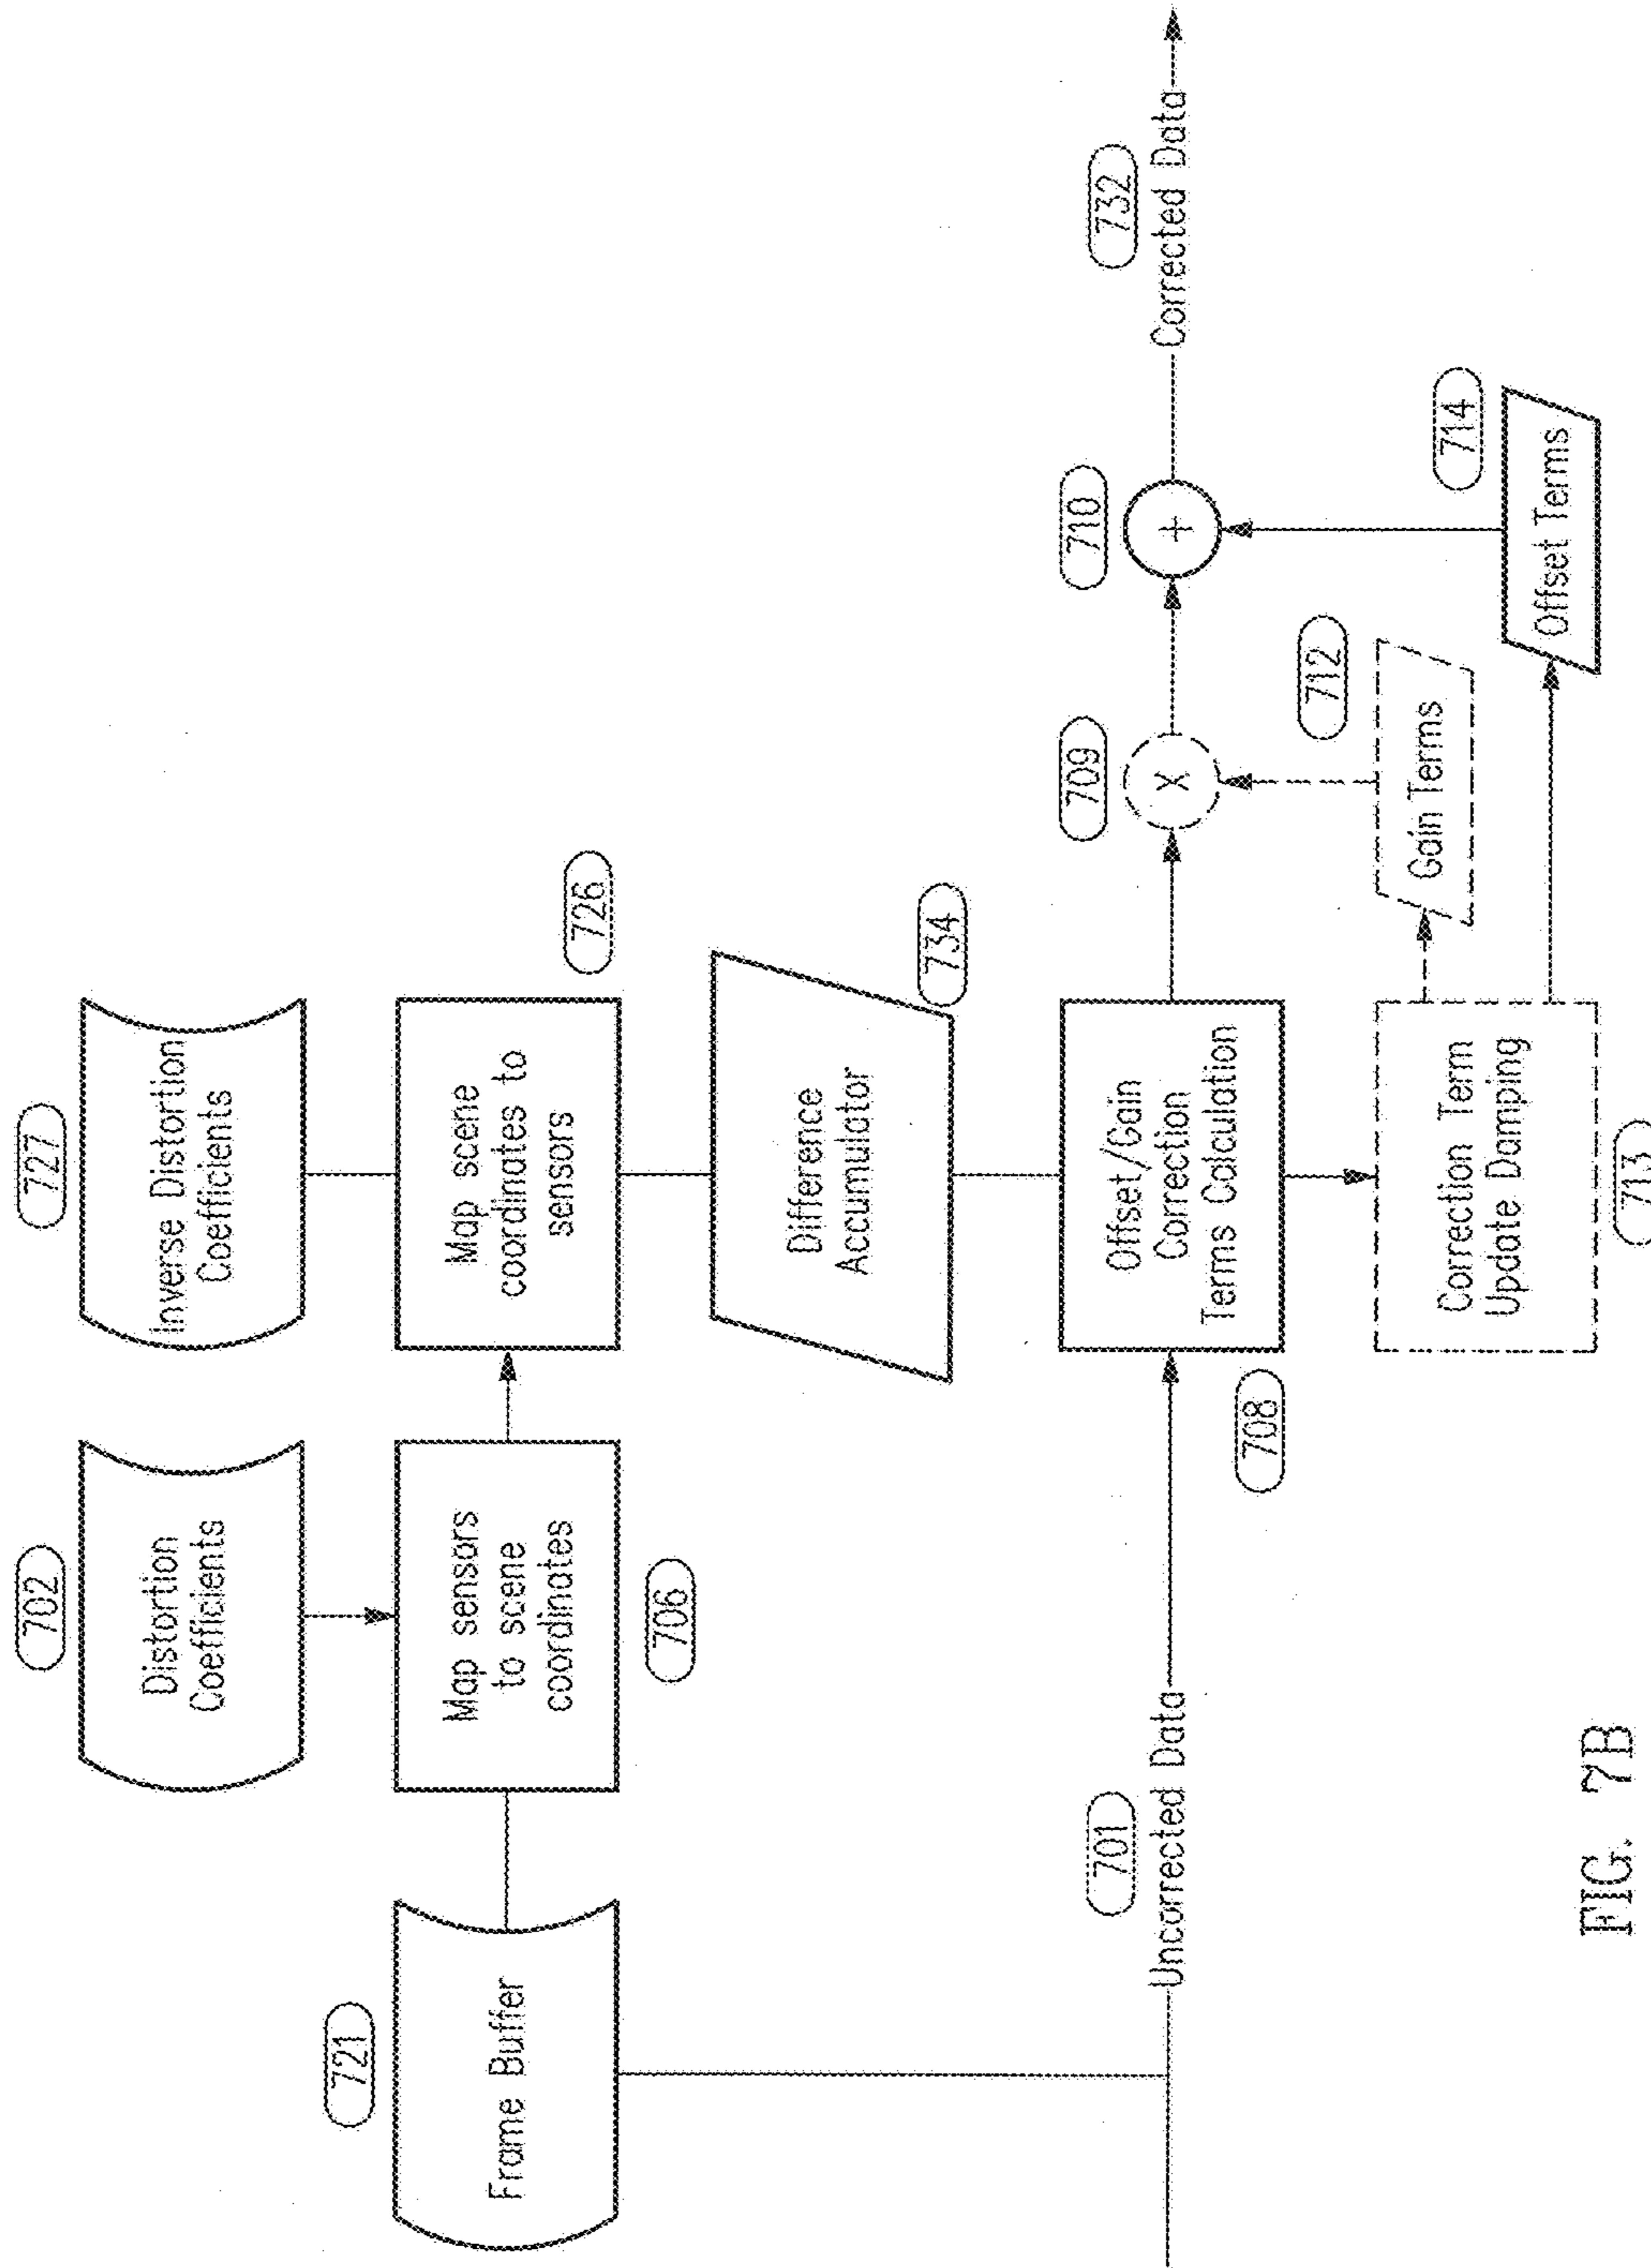 702
Distortion
Coefficients
727
Inverse Distortion
Coefficients
721
Frame Buffer
Map sensors
to scene
coordinates
706
Map scene
coordinates to
sensors
726
Difference
Accumulator
734
701
Uncorrected Data
Offset/Gain
Correction
Terms Calculation
708
709
X
710
+
732
Corrected Data
Correction Term
Update Damping
713
712
Gain Terms
714
Offset Terms
FIG. 7B